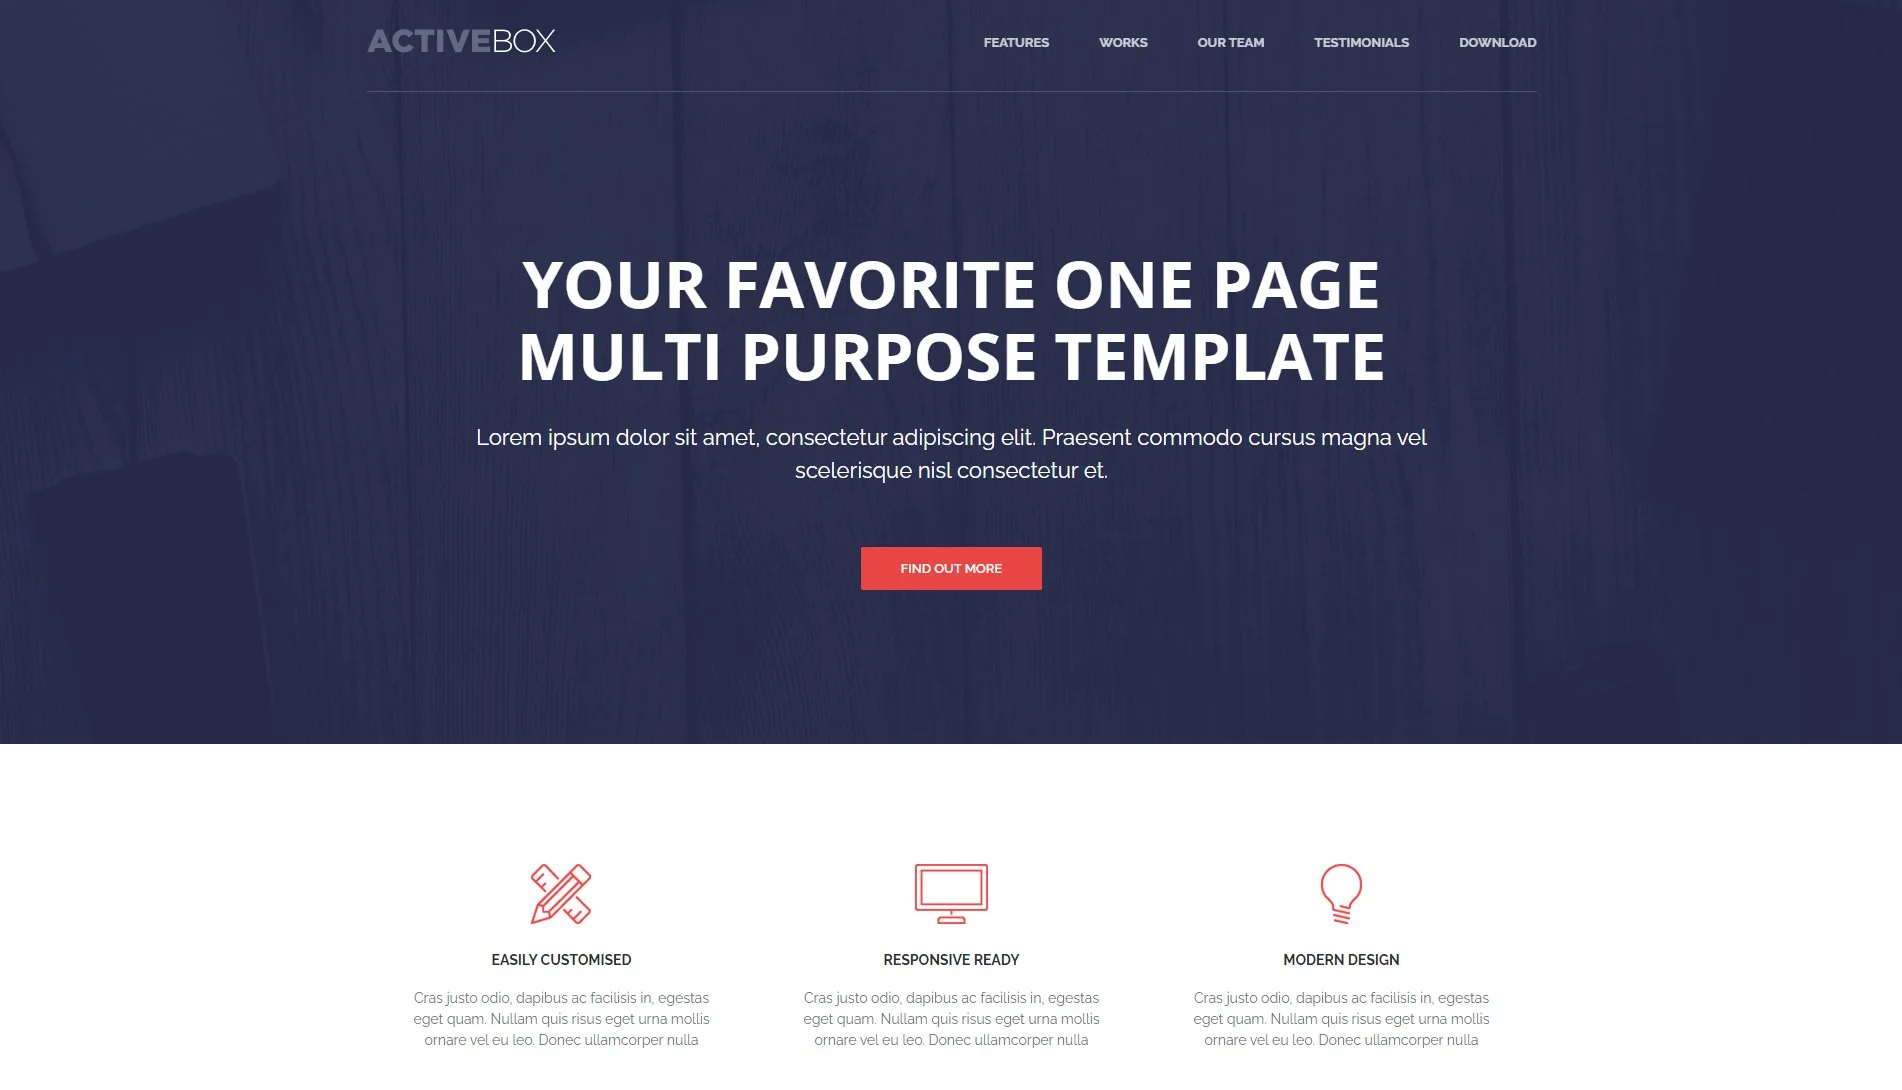 ACTIVEBOX
FEATURES WORKS OUR TEAM TESTIMONIALS DOWNLOAD
YOUR FAVORITE ONE PAGE
MULTI PURPOSE TEMPLATE
Lorem ipsum dolor sit amet, consectetur adipiscing elit. Praesent commodo cursus magna vel
scelerisque nisl consectetur et.
FIND OUT MORE
EASILY CUSTOMISED
Cras justo odio, dapibus ac facilisis in, egestas
eget quam. Nullam quis risus eget urna mollis
ornare vel eu leo. Donec ullamcorper nulla
RESPONSIVE READY
Cras justo odio, dapibus ac facilisis in, egestas
eget quam. Nullam quis risus eget urna mollis
ornare vel eu leo. Donec ullamcorper nulla
MODERN DESIGN
Cras justo odio, dapibus ac facilisis in, egestas
eget quam. Nullam quis risus eget urna mollis
ornare vel eu leo. Donec ullamcorper nulla